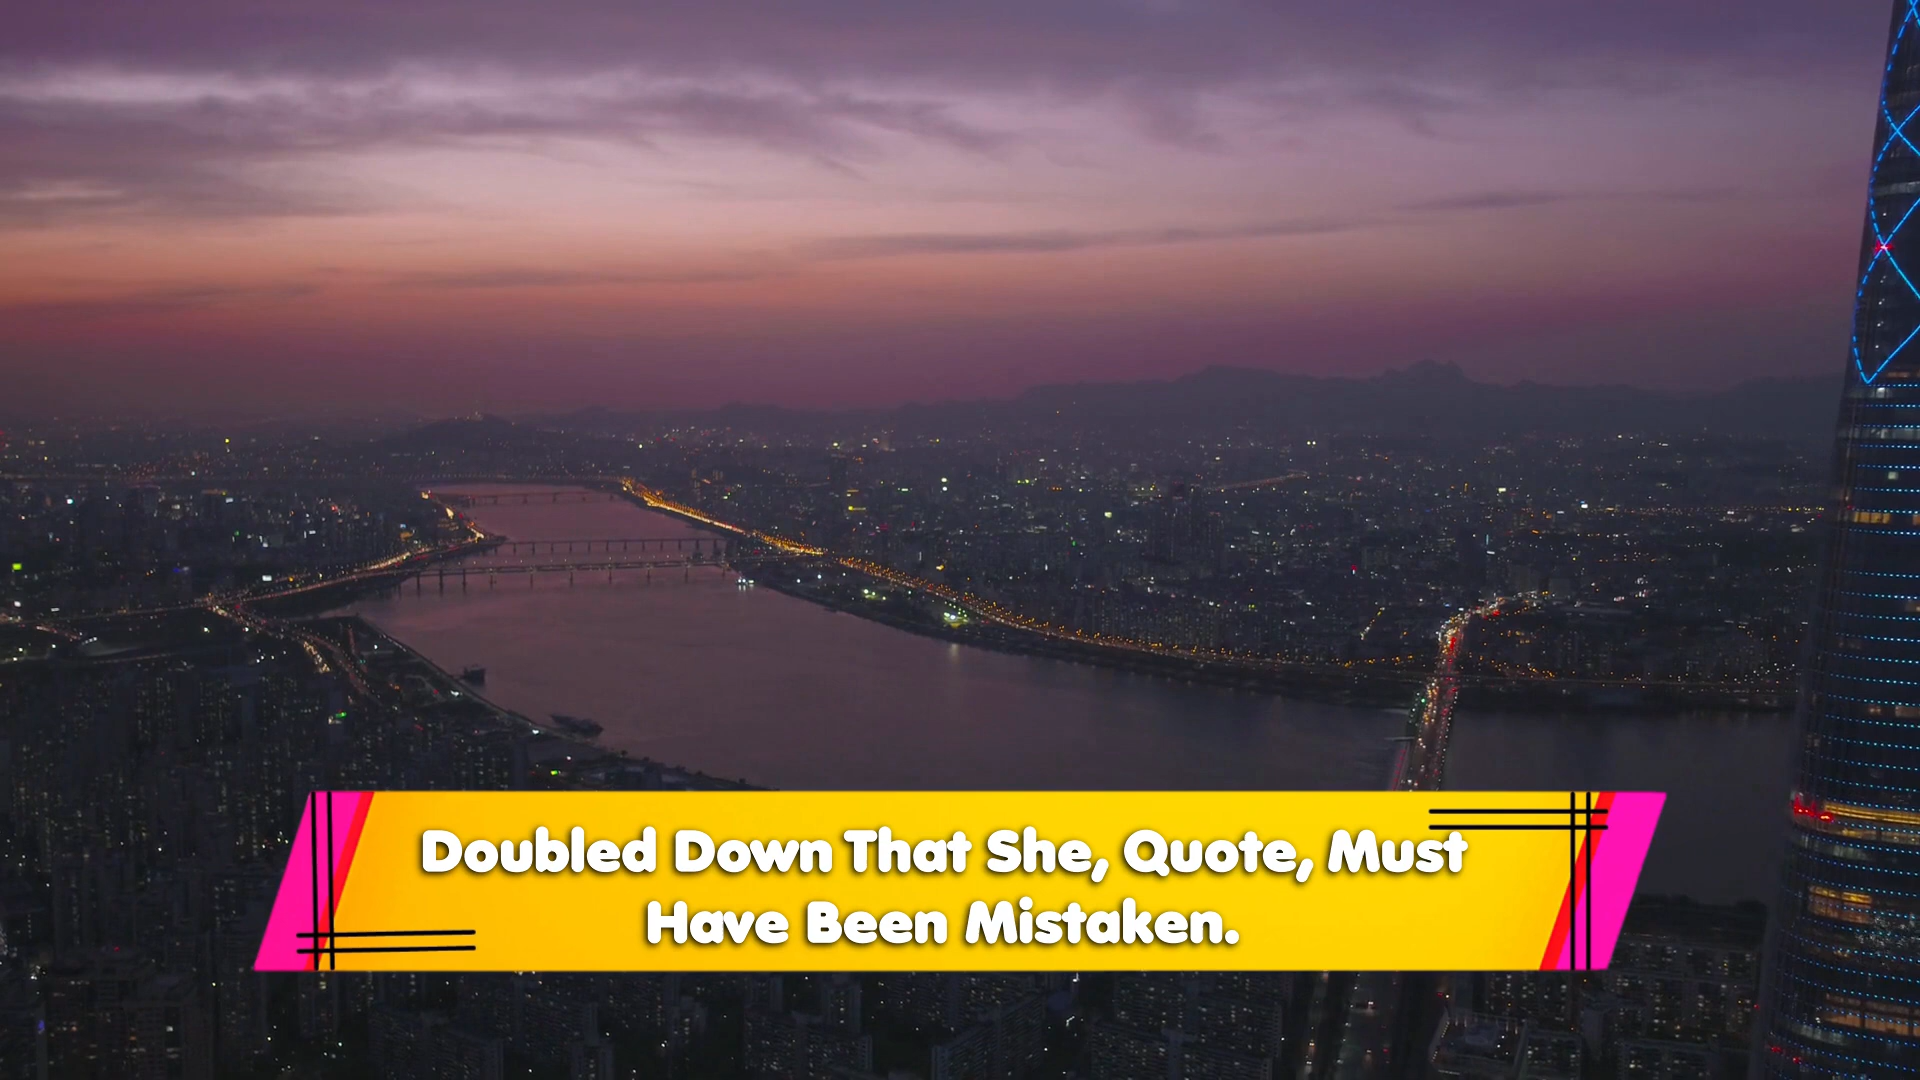 Doubled Down That She, Quote, Must
Have Been Mistaken.